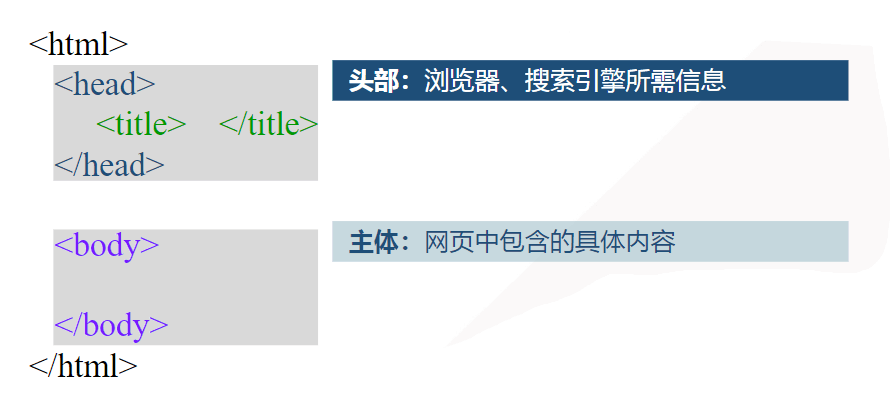 <html>
<head>
头部：浏览器、搜索引擎所需信息
<title> </title>
</head>
<body>
主体：网页中包含的具体内容
</body>
</html>